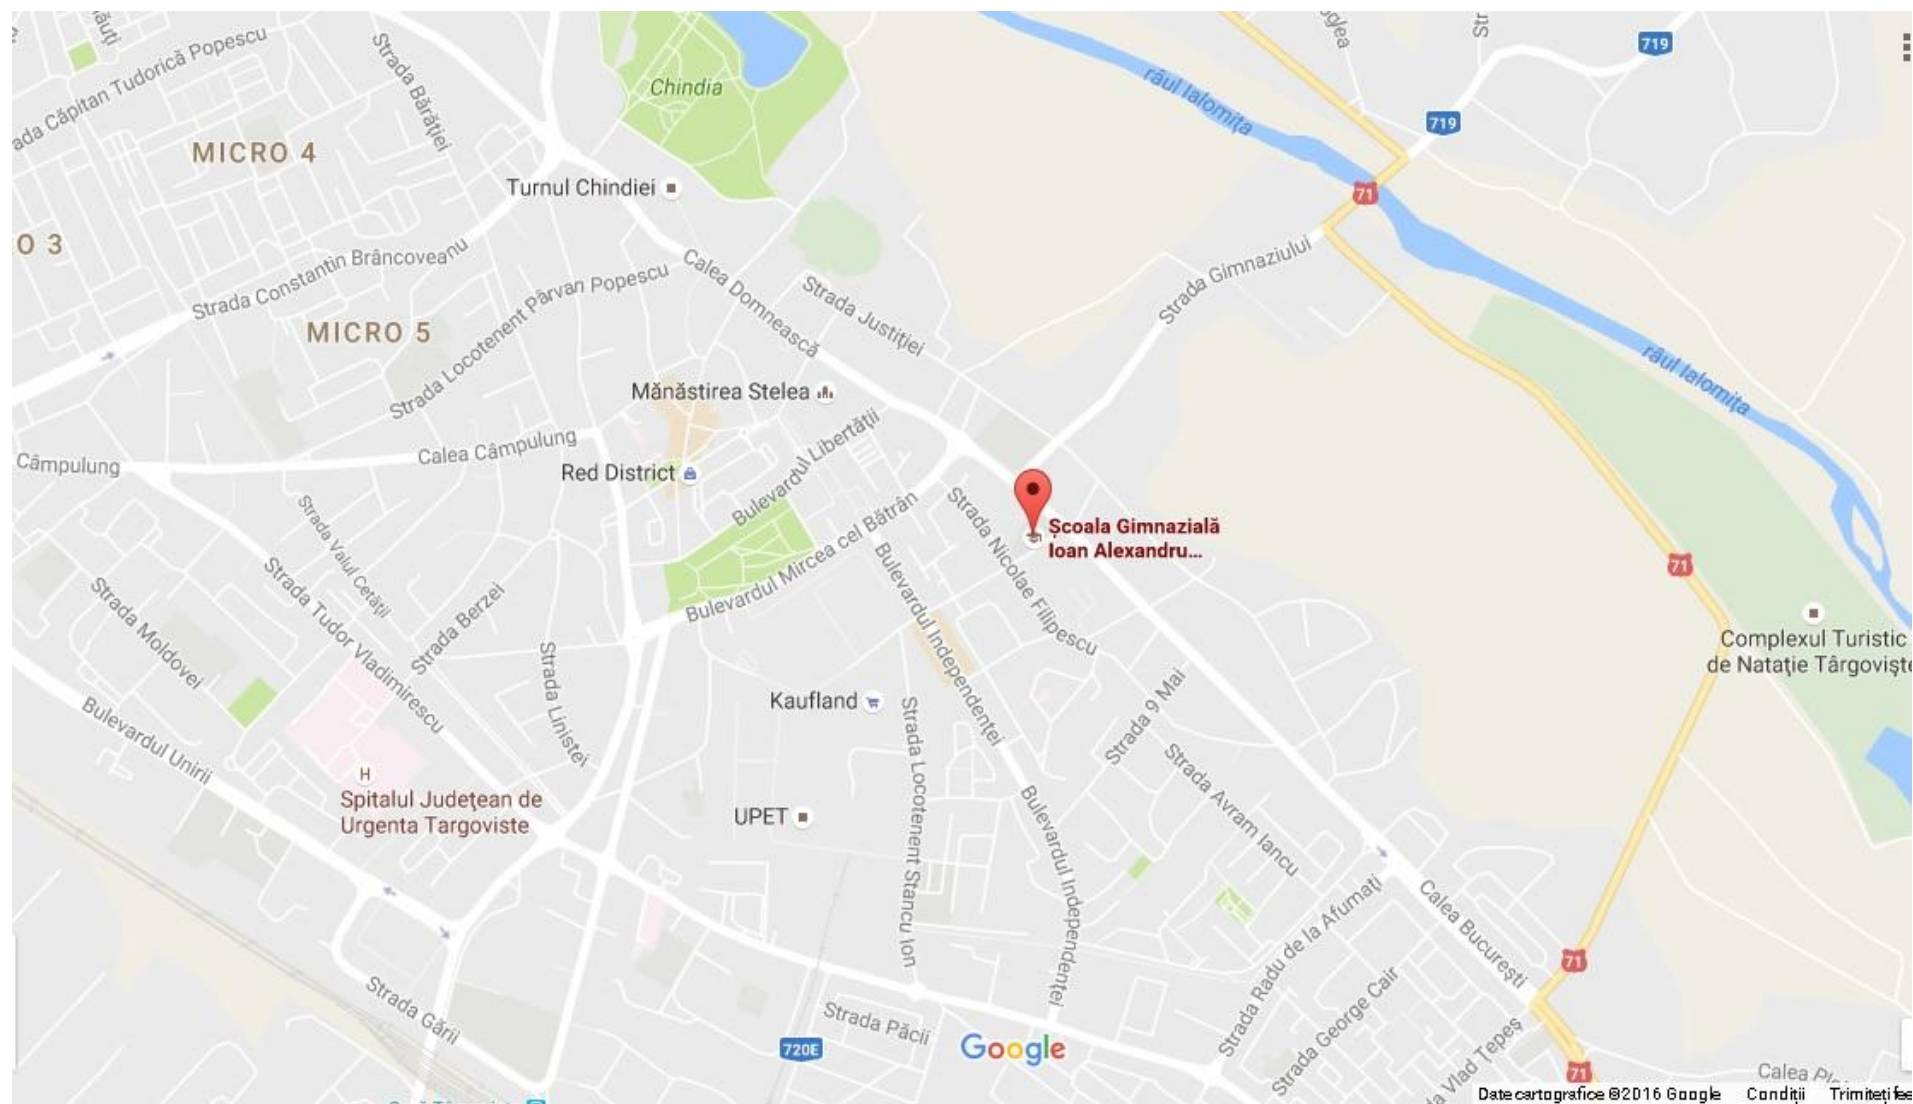 Strada Bărăției
719
râul Ialomița
Chindia
719
MICRO 4
Turnul Chindiei
71
O 3
Strada Constantin Brâncoveanu
Calea Domnească
Strada Gimnaziului
Strada Locotenent Pârvan Popescu
Strada Justiției
MICRO 5
râul Ialomița
Mănăstirea Stelea
Bulevardul Libertății
Calea Câmpulung
Câmpulung
Red District
Strada Valul Cetății
Bulevardul Mircea cel Bătrân
Strada Nicolae Filipescu
Școala Gimnazială
Ioan Alexandru...
71
Strada Tudor Vladimirescu
Strada Moldovei
Strada Berzei
Bulevardul Independenței
Complexul Turistic
de Natație Târgoviște
Strada Linistei
Kaufland
Strada 9 Mai
Bulevardul Unirii
Strada Locotenent Stancu Ion
Strada Avram Iancu
Spitalul Județean de
Urgenta Targoviste
UPET
Bulevardul Independenței
Strada Radu de la Afumați
Calea București
71
Strada Gării
Strada Păcii
Strada George Cair
720E
Google
Vlad Țepeș
71
Calea
Date cartografice ©2016 Google Condiții Trimiteți fee
ada Căpitan Tudorică Popescu